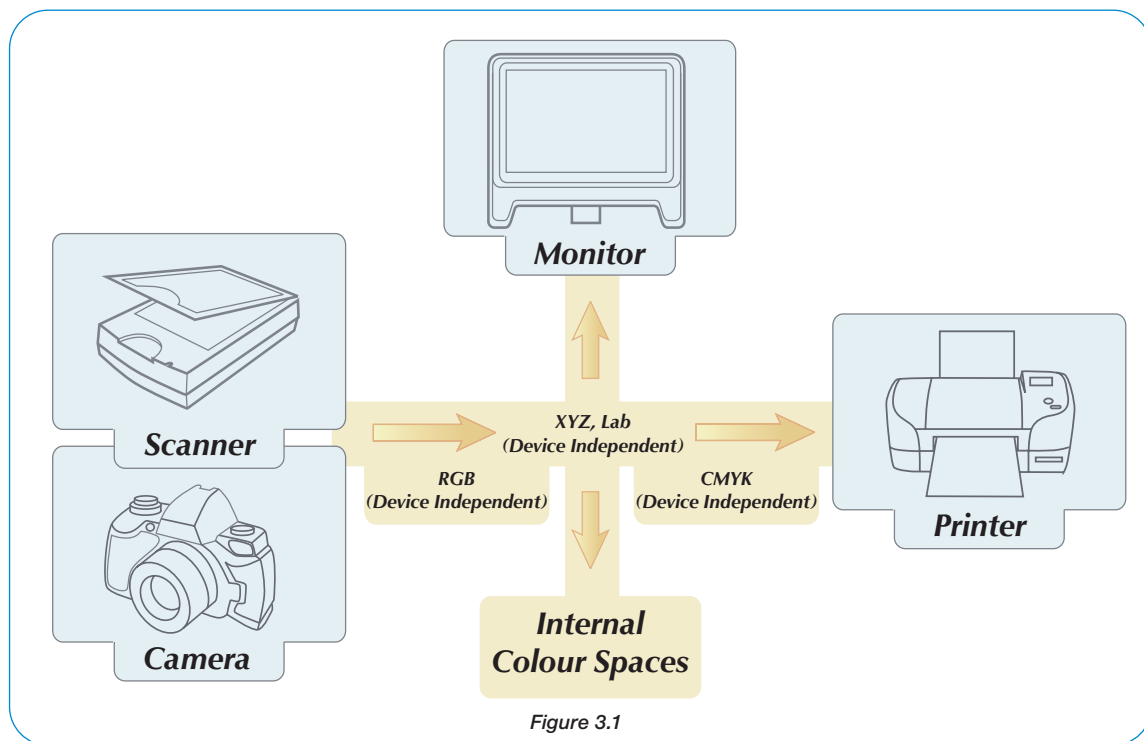 Monitor
Scanner
XYZ, Lab
(Device Independent)
RGB
(Device Independent)
CMYK
(Device Independent)
Printer
Camera
Internal
Colour Spaces
Figure 3.1